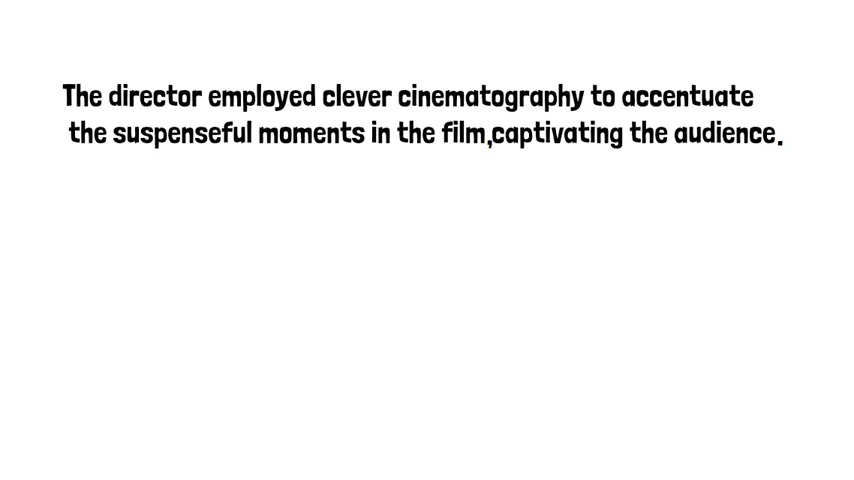 The director employed clever cinematography to accentuate
the suspenseful moments in the film,captivating the audience.